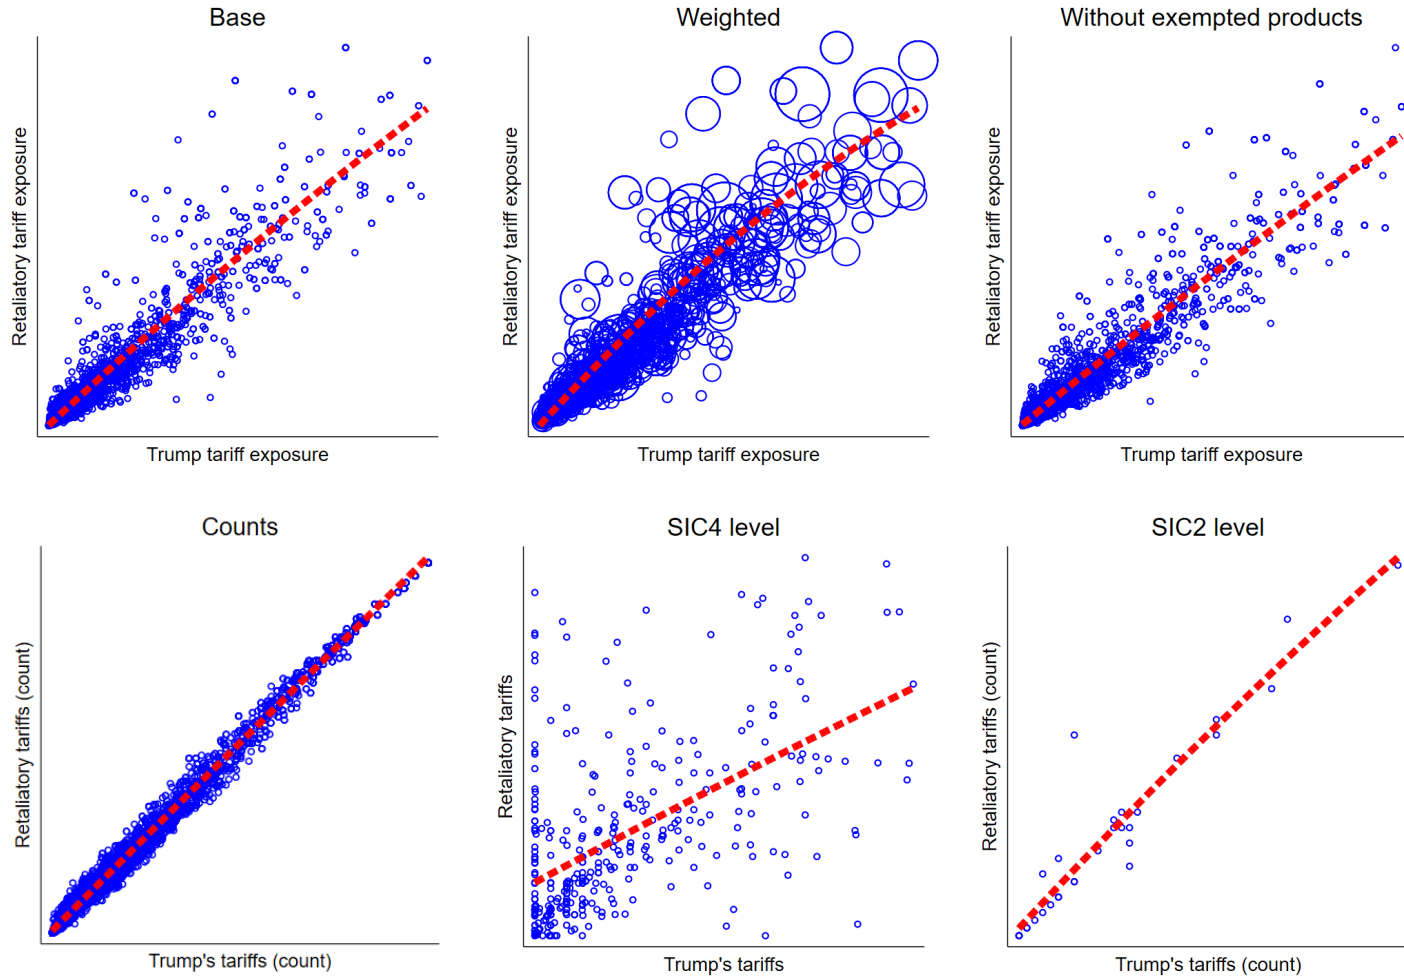 Base
Weighted
Without exempted products
Retaliatory tariff exposure
Retaliatory tariff exposure
Retaliatory tariff exposure
Trump tariff exposure
Trump tariff exposure
Trump tariff exposure
Counts
SIC4 level
SIC2 level
Retaliatory tariffs (count)
Retaliatory tariffs
Retaliatory tariffs (count)
Trump's tariffs (count)
Trump's tariffs
Trump's tariffs (count)